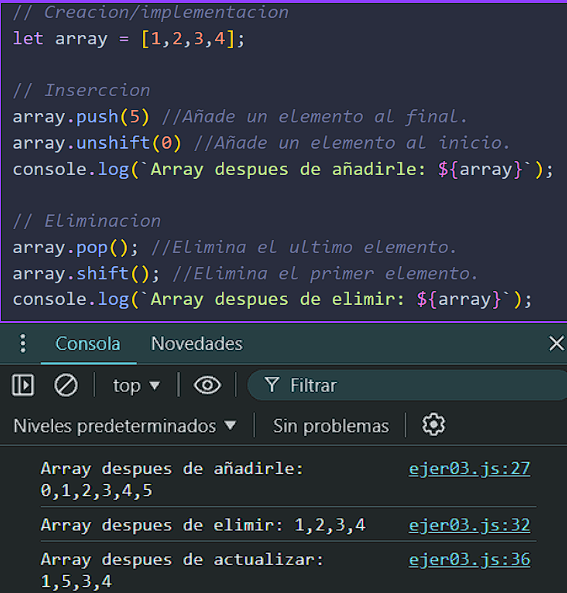 // Creacion/implementacion
let array = [1,2,3,4];
// Inserccion
array.push(5) //Añade un elemento al final.
array.unshift(0) //Añade un elemento al inicio.
console.log(`Array despues de añadirle: ${array}`);
// Eliminacion
array.pop(); //Elimina el ultimo elemento.
array.shift(); //Elimina el primer elemento.
console.log(`Array despues de elimir: ${array}`);
Consola Novedades
top Filtrar
Niveles predeterminados Sin problemas
Array despues de añadirle: ejer03.js:27
0,1,2,3,4,5
Array despues de elimir: 1,2,3,4 ejer03.js:32
Array despues de actualizar: ejer03.js:36
1,5,3,4